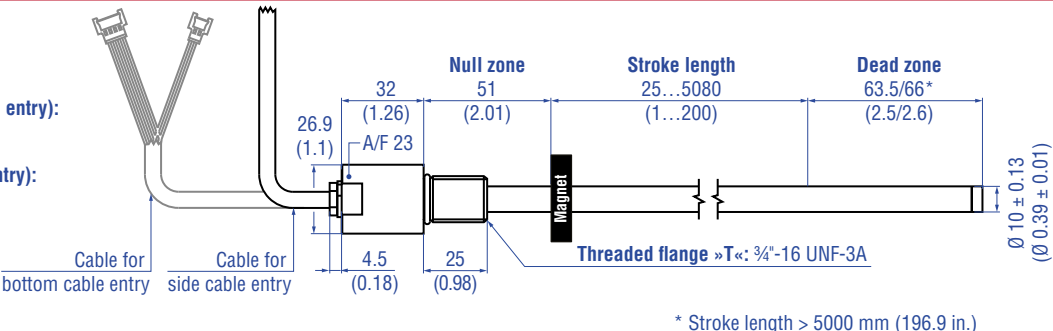 Null zone
Stroke length
Dead zone
32
51
25…5080
63.5/66*
(1.26)
(2.01)
(1…200)
(2.5/2.6)
entry):
26.9
(1.1)
A/F 23
ntry):
Magnet
Ø 10 ± 0.13
(Ø 0.39 ± 0.01)
Cable for
bottom cable entry
Cable for
side cable entry
4.5
(0.18)
25
(0.98)
Threaded flange »T«: ¾"-16 UNF-3A
* Stroke length > 5000 mm (196.9 in.)